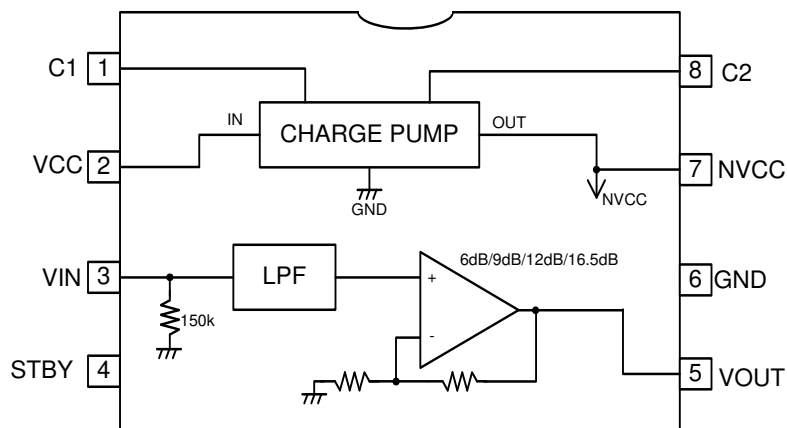 C1 1
8 C2
IN
CHARGE PUMP
OUT
VCC 2
7 NVCC
GND
NVCC
6dB/9dB/12dB/16.5dB
VIN 3
LPF
+
6 GND
150k
-
STBY 4
5 VOUT